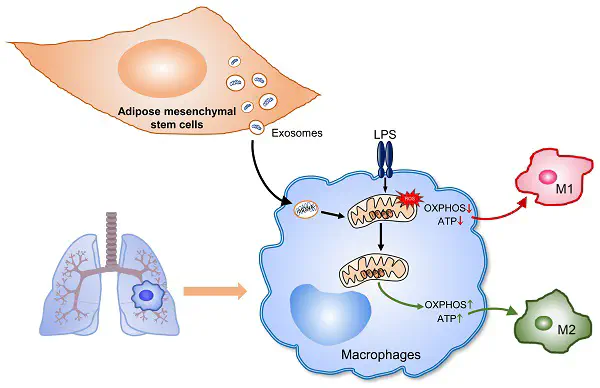 Adipose mesenchymal
stem cells
Exosomes
LPS
ROS
OXPHOS↓
ATP↓
M1
OXPHOS↑
ATP↑
M2
Macrophages